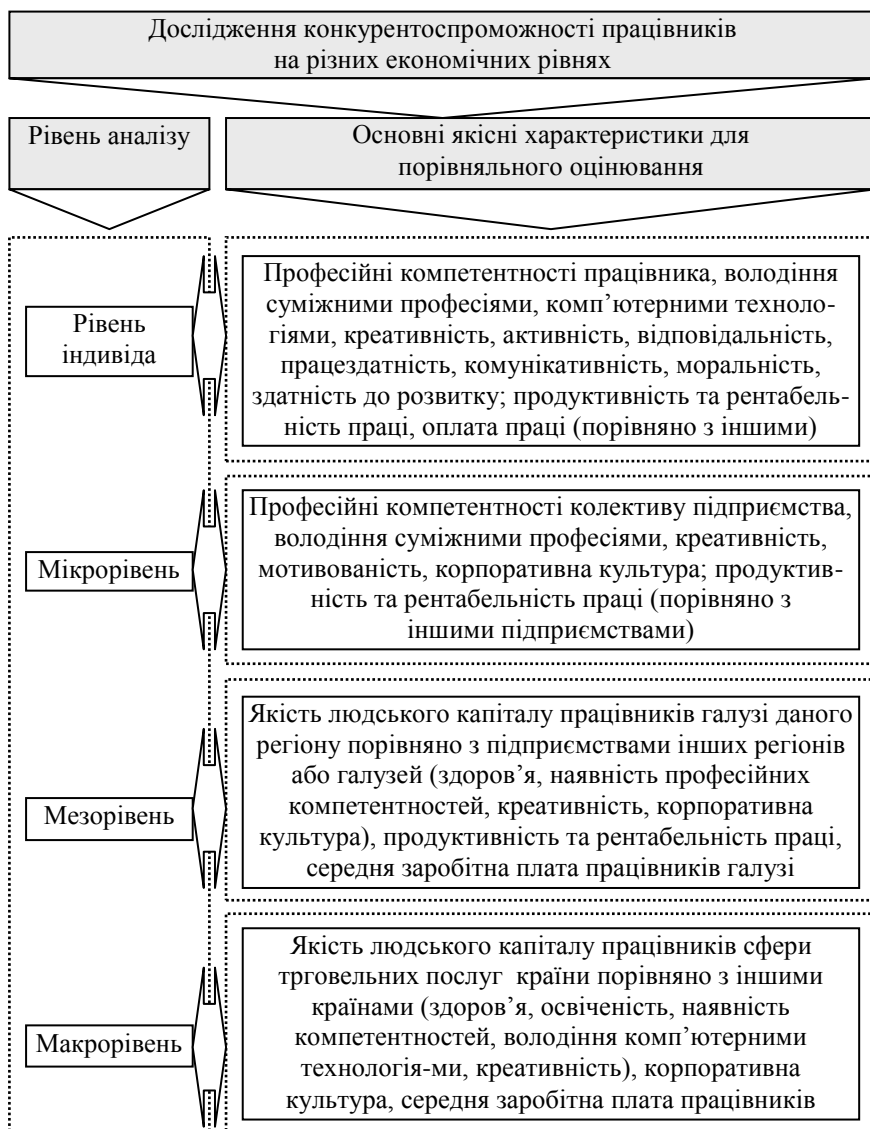 Дослідження конкурентоспроможності працівників
на різних економічних рівнях
Рівень аналізу
Основні якісні характеристики для
порівняльного оцінювання
Рівень
індивіда
Професійні компетентності працівника, володіння
суміжними професіями, комп’ютерними техноло-
гіями, креативність, активність, відповідальність,
працездатність, комунікативність, моральність,
здатність до розвитку; продуктивність та рентабель-
ність праці, оплата праці (порівняно з іншими)
Мікрорівень
Професійні компетентності колективу підприємства,
володіння суміжними професіями, креативність,
мотивованість, корпоративна культура; продуктив-
ність та рентабельність праці (порівняно з
іншими підприємствами)
Мезорівень
Якість людського капіталу працівників галузі даного
регіону порівняно з підприємствами інших регіонів
або галузей (здоров’я, наявність професійних
компетентностей, креативність, корпоративна
культура), продуктивність та рентабельність праці,
середня заробітна плата працівників галузі
Макрорівень
Якість людського капіталу працівників сфери
трговельних послуг країни порівняно з іншими
країнами (здоров’я, освіченість, наявність
компетентностей, володіння комп’ютерними
технологія-ми, креативність), корпоративна
культура, середня заробітна плата працівників